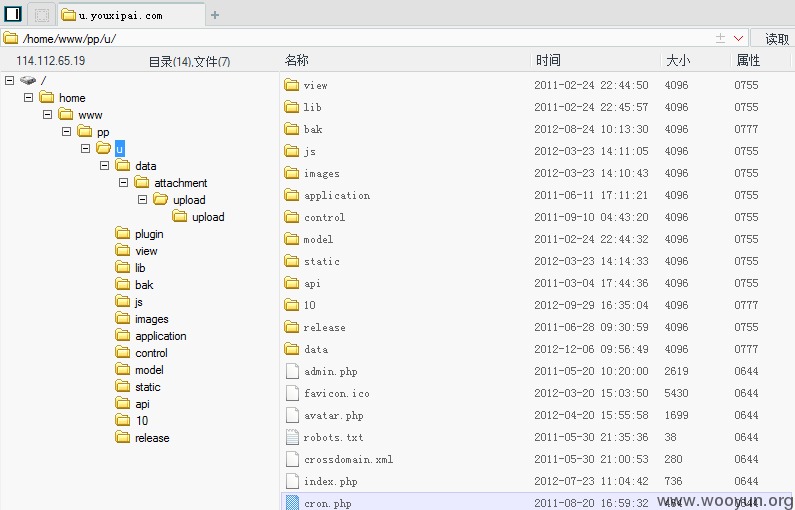 u.youxipai.com
/home/www/pp/u/ 读取
114.112.65.19 目录(14),文件(7) 名称 时间 大小 属性
/
home
www
pp
u
data
attachment
upload
upload
plugin
view
lib
bak
js
images
application
control
model
static
api
10
release
view 2011-02-24 22:44:50 4096 0755
lib 2011-02-24 22:45:57 4096 0755
bak 2012-08-24 10:13:30 4096 0777
js 2012-03-23 14:11:05 4096 0755
images 2012-03-23 14:10:43 4096 0755
application 2011-06-11 17:11:21 4096 0755
control 2011-09-10 04:43:20 4096 0755
model 2011-02-24 22:44:32 4096 0755
static 2012-03-23 14:14:33 4096 0755
api 2011-03-04 17:44:36 4096 0755
10 2012-09-29 16:35:04 4096 0777
release 2011-06-28 09:30:59 4096 0755
data 2012-12-06 09:56:49 4096 0777
admin.php 2011-05-20 10:20:00 2619 0644
favicon.ico 2012-03-20 15:03:50 5430 0644
avatar.php 2012-04-20 15:55:58 1699 0644
robots.txt 2011-05-30 21:35:36 38 0644
crossdomain.xml 2011-05-30 21:00:53 280 0644
index.php 2012-07-23 11:04:42 736 0644
cron.php 2011-08-20 16:59:32
www.wooyun.org